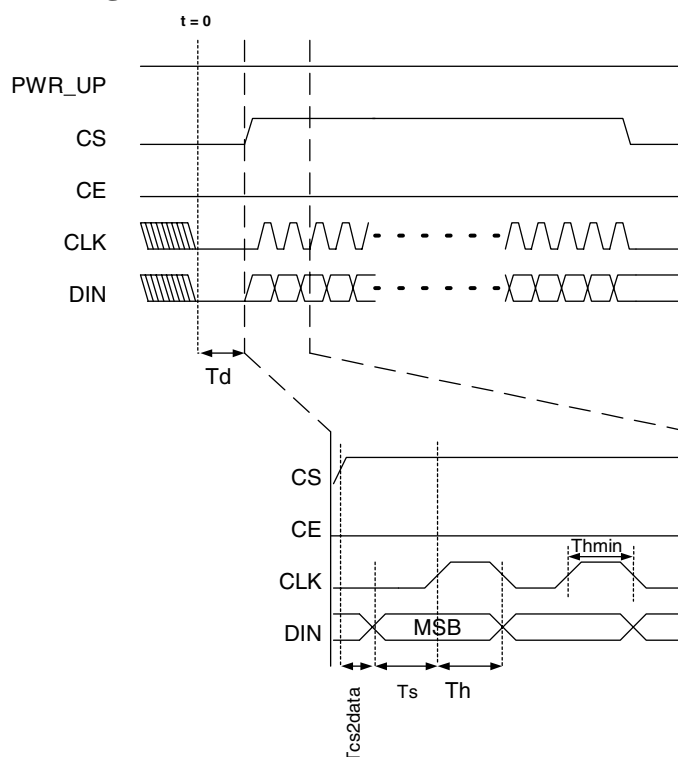 t = 0
PWR_UP
CS
CE
CLK
DIN
Td
CS
CE
Thmin
CLK
DIN
MSB
Tcs2data
Ts
Th